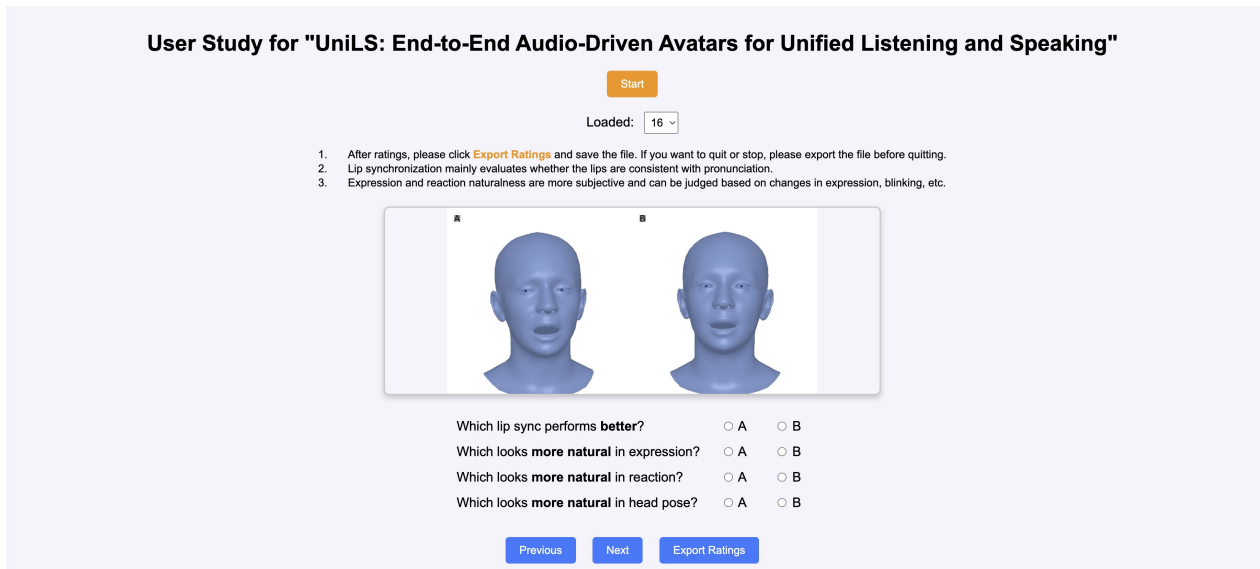 User Study for "UniLS: End-to-End Audio-Driven Avatars for Unified Listening and Speaking"
Start
Loaded: 16
1. After ratings, please click Export Ratings and save the file. If you want to quit or stop, please export the file before quitting.
2. Lip synchronization mainly evaluates whether the lips are consistent with pronunciation.
3. Expression and reaction naturalness are more subjective and can be judged based on changes in expression, blinking, etc.
A B
Which lip sync performs better? A B
Which looks more natural in expression? A B
Which looks more natural in reaction? A B
Which looks more natural in head pose? A B
Previous Next Export Ratings